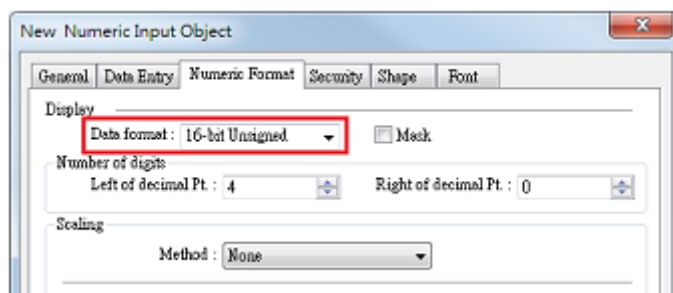 New Numeric Input Object
General Data Entry Numeric Format Security Shape Font
Display
Data format : 16-bit Unsigned Mask
Number of digits
Left of decimal Pt. : 4 Right of decimal Pt. : 0
Scaling
Method : None